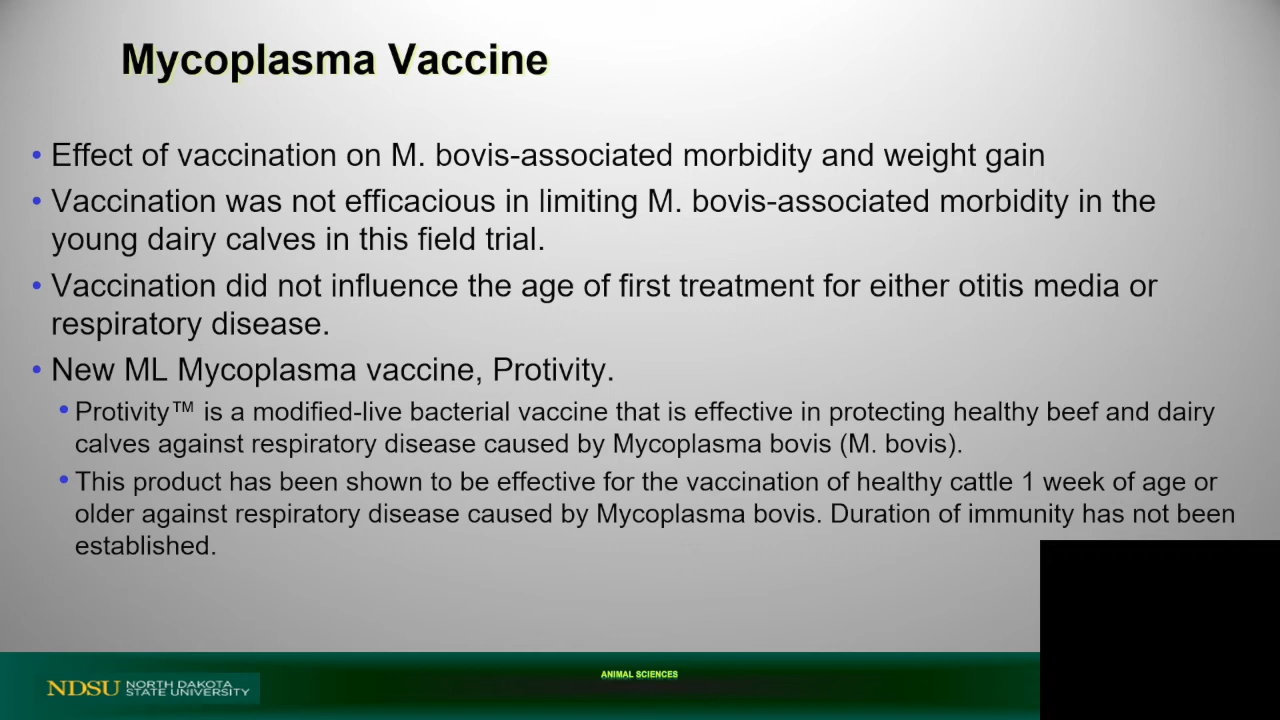 Mycoplasma Vaccine
• Effect of vaccination on M. bovis-associated morbidity and weight gain
• Vaccination was not efficacious in limiting M. bovis-associated morbidity in the
young dairy calves in this field trial.
• Vaccination did not influence the age of first treatment for either otitis media or
respiratory disease.
• New ML Mycoplasma vaccine, Protivity.
• Protivity™ is a modified-live bacterial vaccine that is effective in protecting healthy beef and dairy
calves against respiratory disease caused by Mycoplasma bovis (M. bovis).
• This product has been shown to be effective for the vaccination of healthy cattle 1 week of age or
older against respiratory disease caused by Mycoplasma bovis. Duration of immunity has not been
established.
ANIMAL SCIENCES
NDSU NORTH DAKOTA
STATE UNIVERSITY